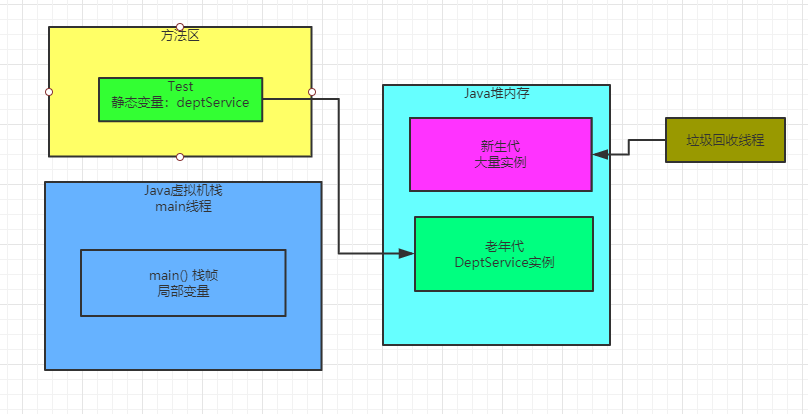 方法区
Test
静态变量：deptService
Java虚拟机栈
main线程
main() 栈帧
局部变量
Java堆内存
新生代
大量实例
老年代
DeptService实例
垃圾回收线程